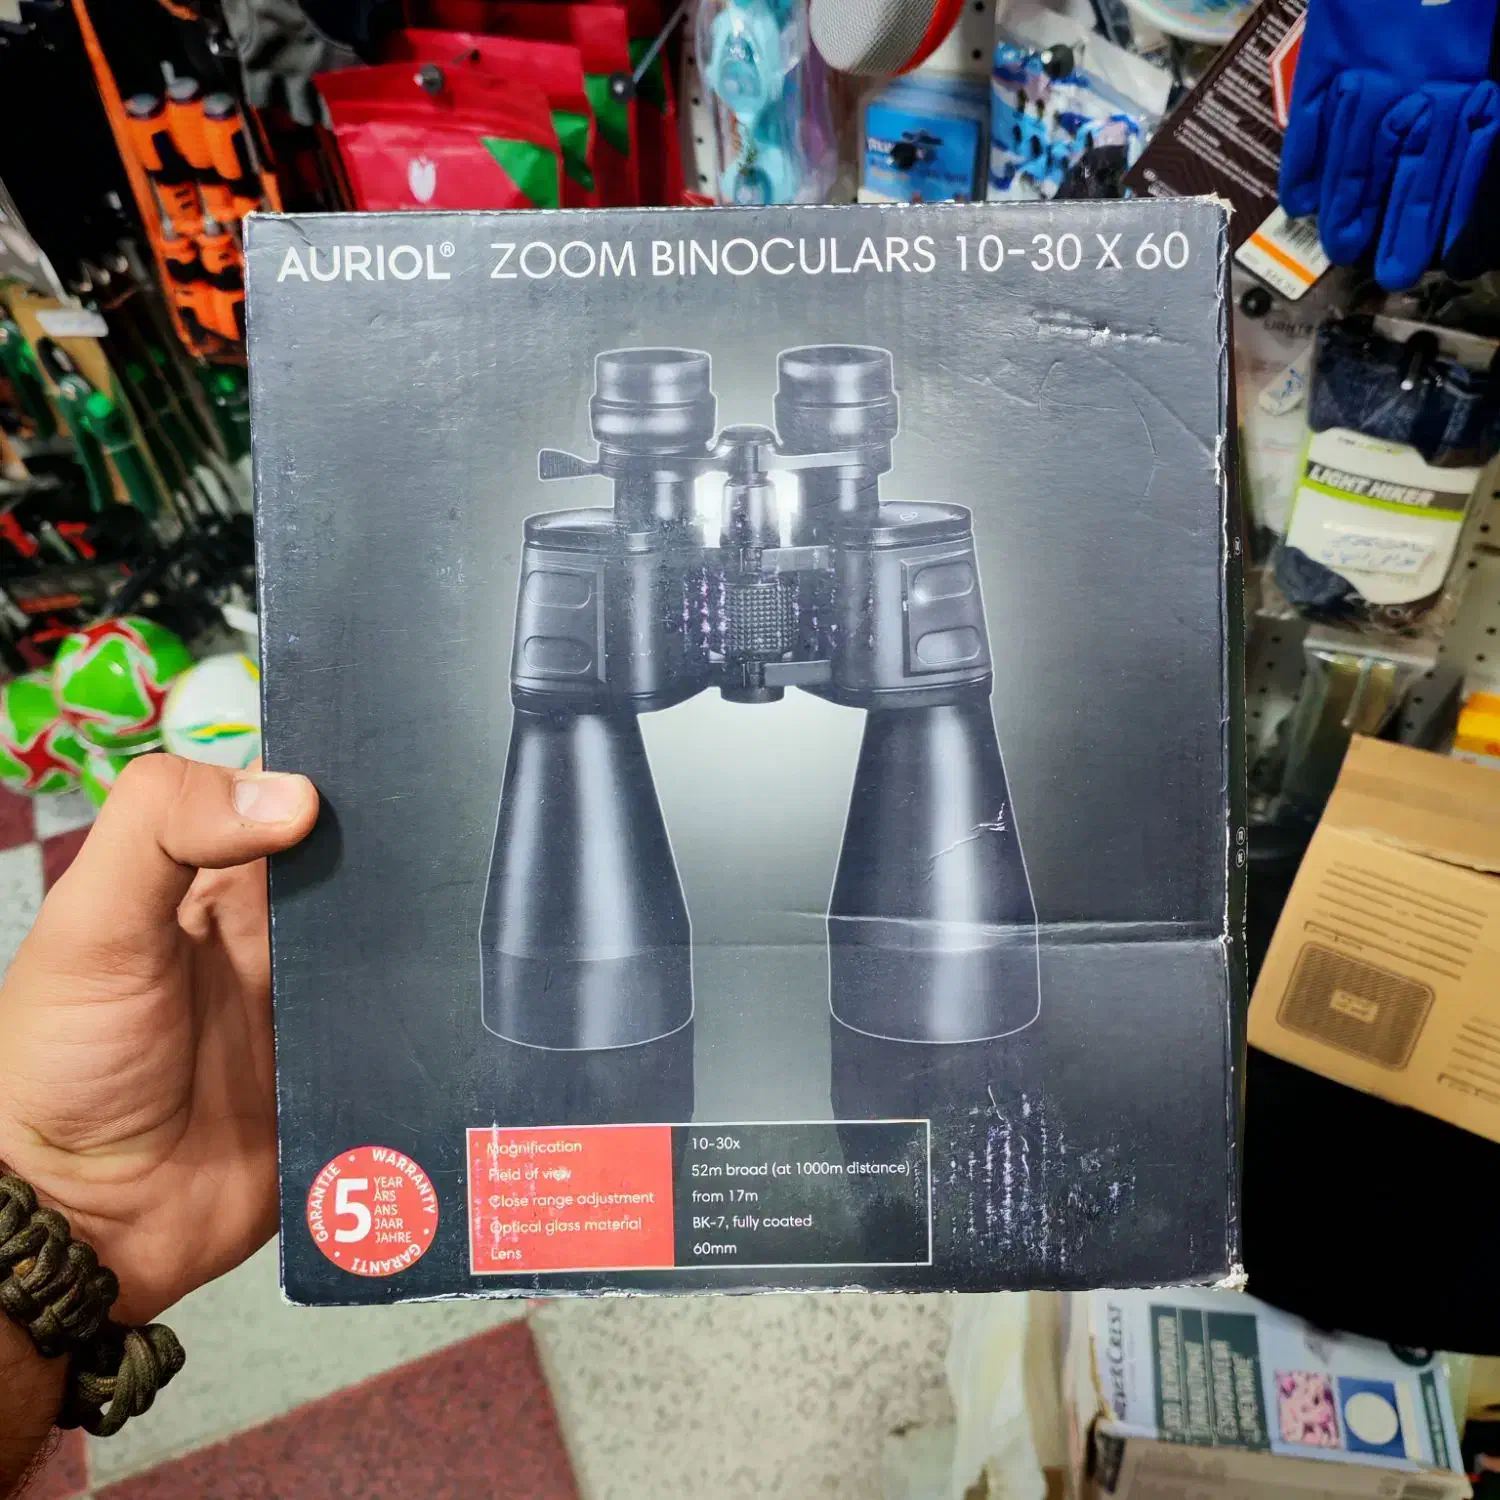 AURIOL® ZOOM BINOCULARS 10-30 X 60
Magnification 10-30x
Field of view 52m broad (at 1000m distance)
Close range adjustment from 17m
Optical glass material BK-7, fully coated
Lens 60mm
GARANTIE • WARRANTY • GARANTI •
5
YEAR
ÅRS
ANS
JAAR
JAHRE
LIGHT HIKER